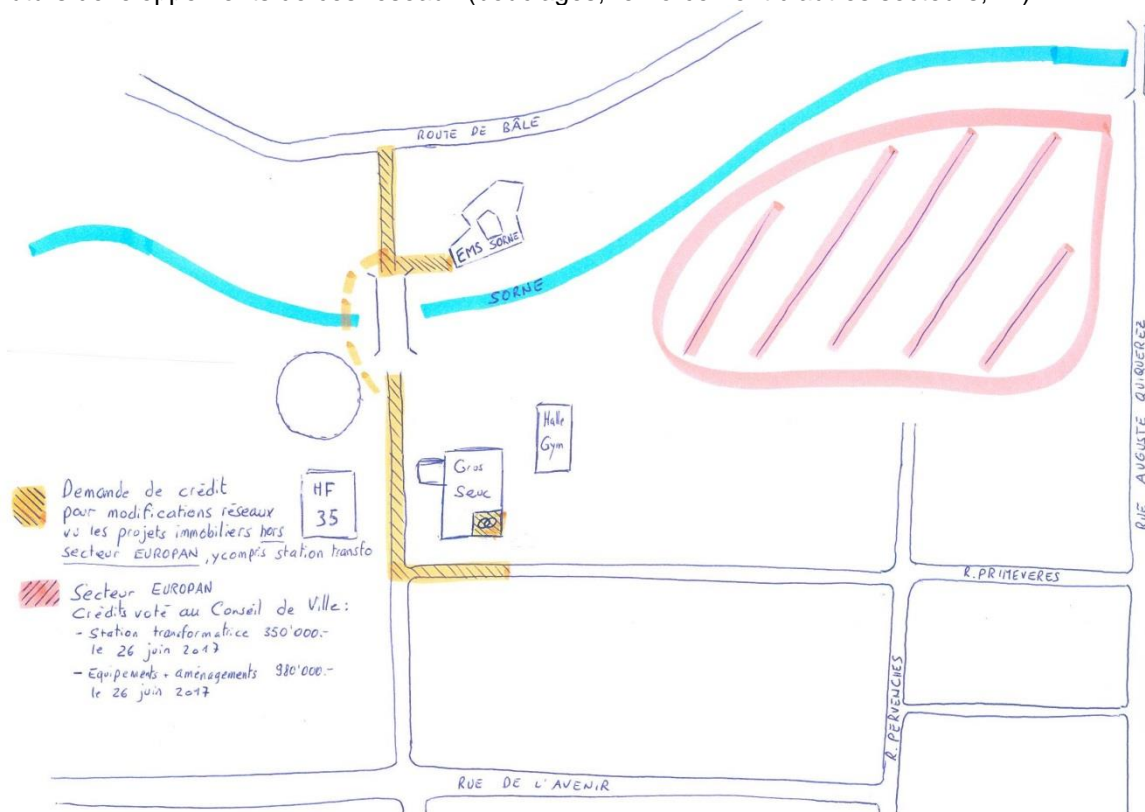 ROUTE DE BÂLE
EMS SORNE
SORNE
RUE AUGUSTE QUIQUEREZ
Halle
Gym
Gros
Seuc
HF
35
Demande de crédit
pour modifications réseaux
vu les projets immobiliers hors
secteur EUROPAN, y compris station transfo
Secteur EUROPAN
Crédits voté au Conseil de Ville :
- Station transformatrice 350'000.-
le 26 juin 2017
- Equipements + aménagements 980'000.-
le 26 juin 2017
R. PRIMEVERES
R. PERVENCHES
RUE DE L'AVENIR